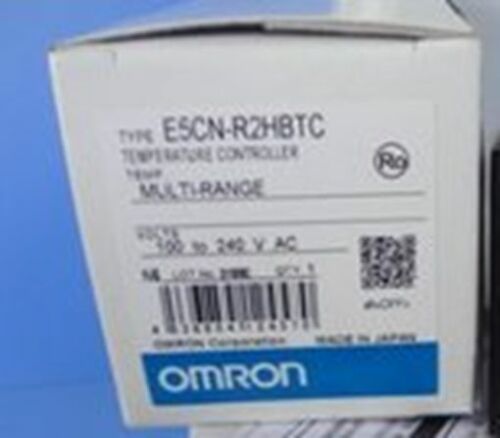 TYPE E5CN-R2HBTC
TEMPERATURE CONTROLLER
TEMP
MULTI-RANGE
Ro
VOLTS
100 to 240 V AC
LOT No. QTY. 1
OMRON Corporation MADE IN JAPAN
OMRON